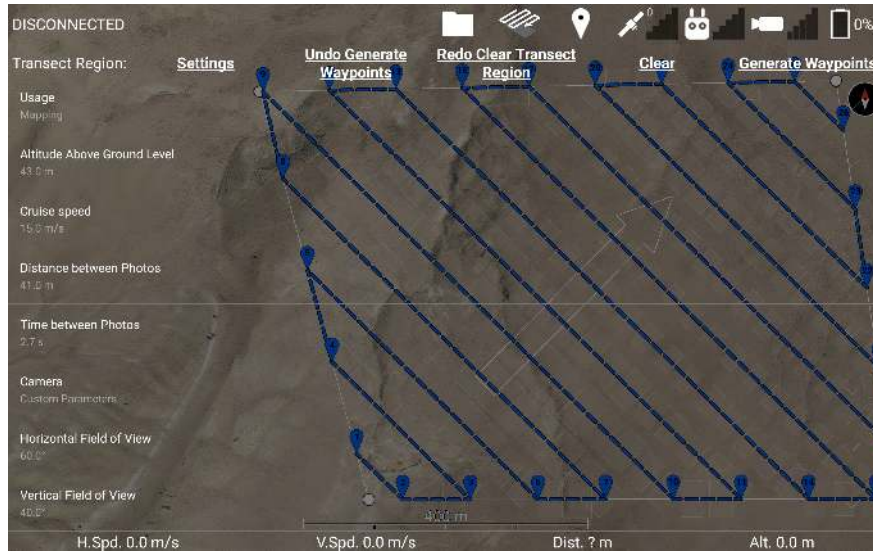 DISCONNECTED
0
0%
Transect Region:
Settings
Undo Generate
Waypoints
Redo Clear Transect
Region
Clear
Generate Waypoints
Usage
Mapping
Altitude Above Ground Level
43.0 m
Cruise speed
15.0 m/s
Distance between Photos
41.0 m
Time between Photos
2.7 s
Camera
Custom Parameters
Horizontal Field of View
60.0°
Vertical Field of View
40.0°
H.Spd. 0.0 m/s
V.Spd. 0.0 m/s
Dist. ? m
Alt. 0.0 m